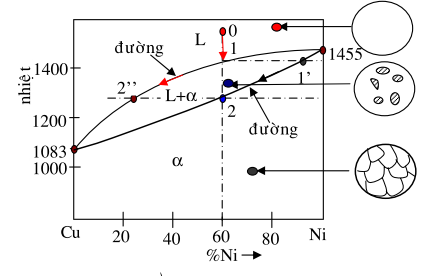 L
0
1
đường
1455
1400
nhiệt
2’’
L+α
1’
1200
2
đường
1083
1000
α
Cu
20
40
60
80
Ni
%Ni